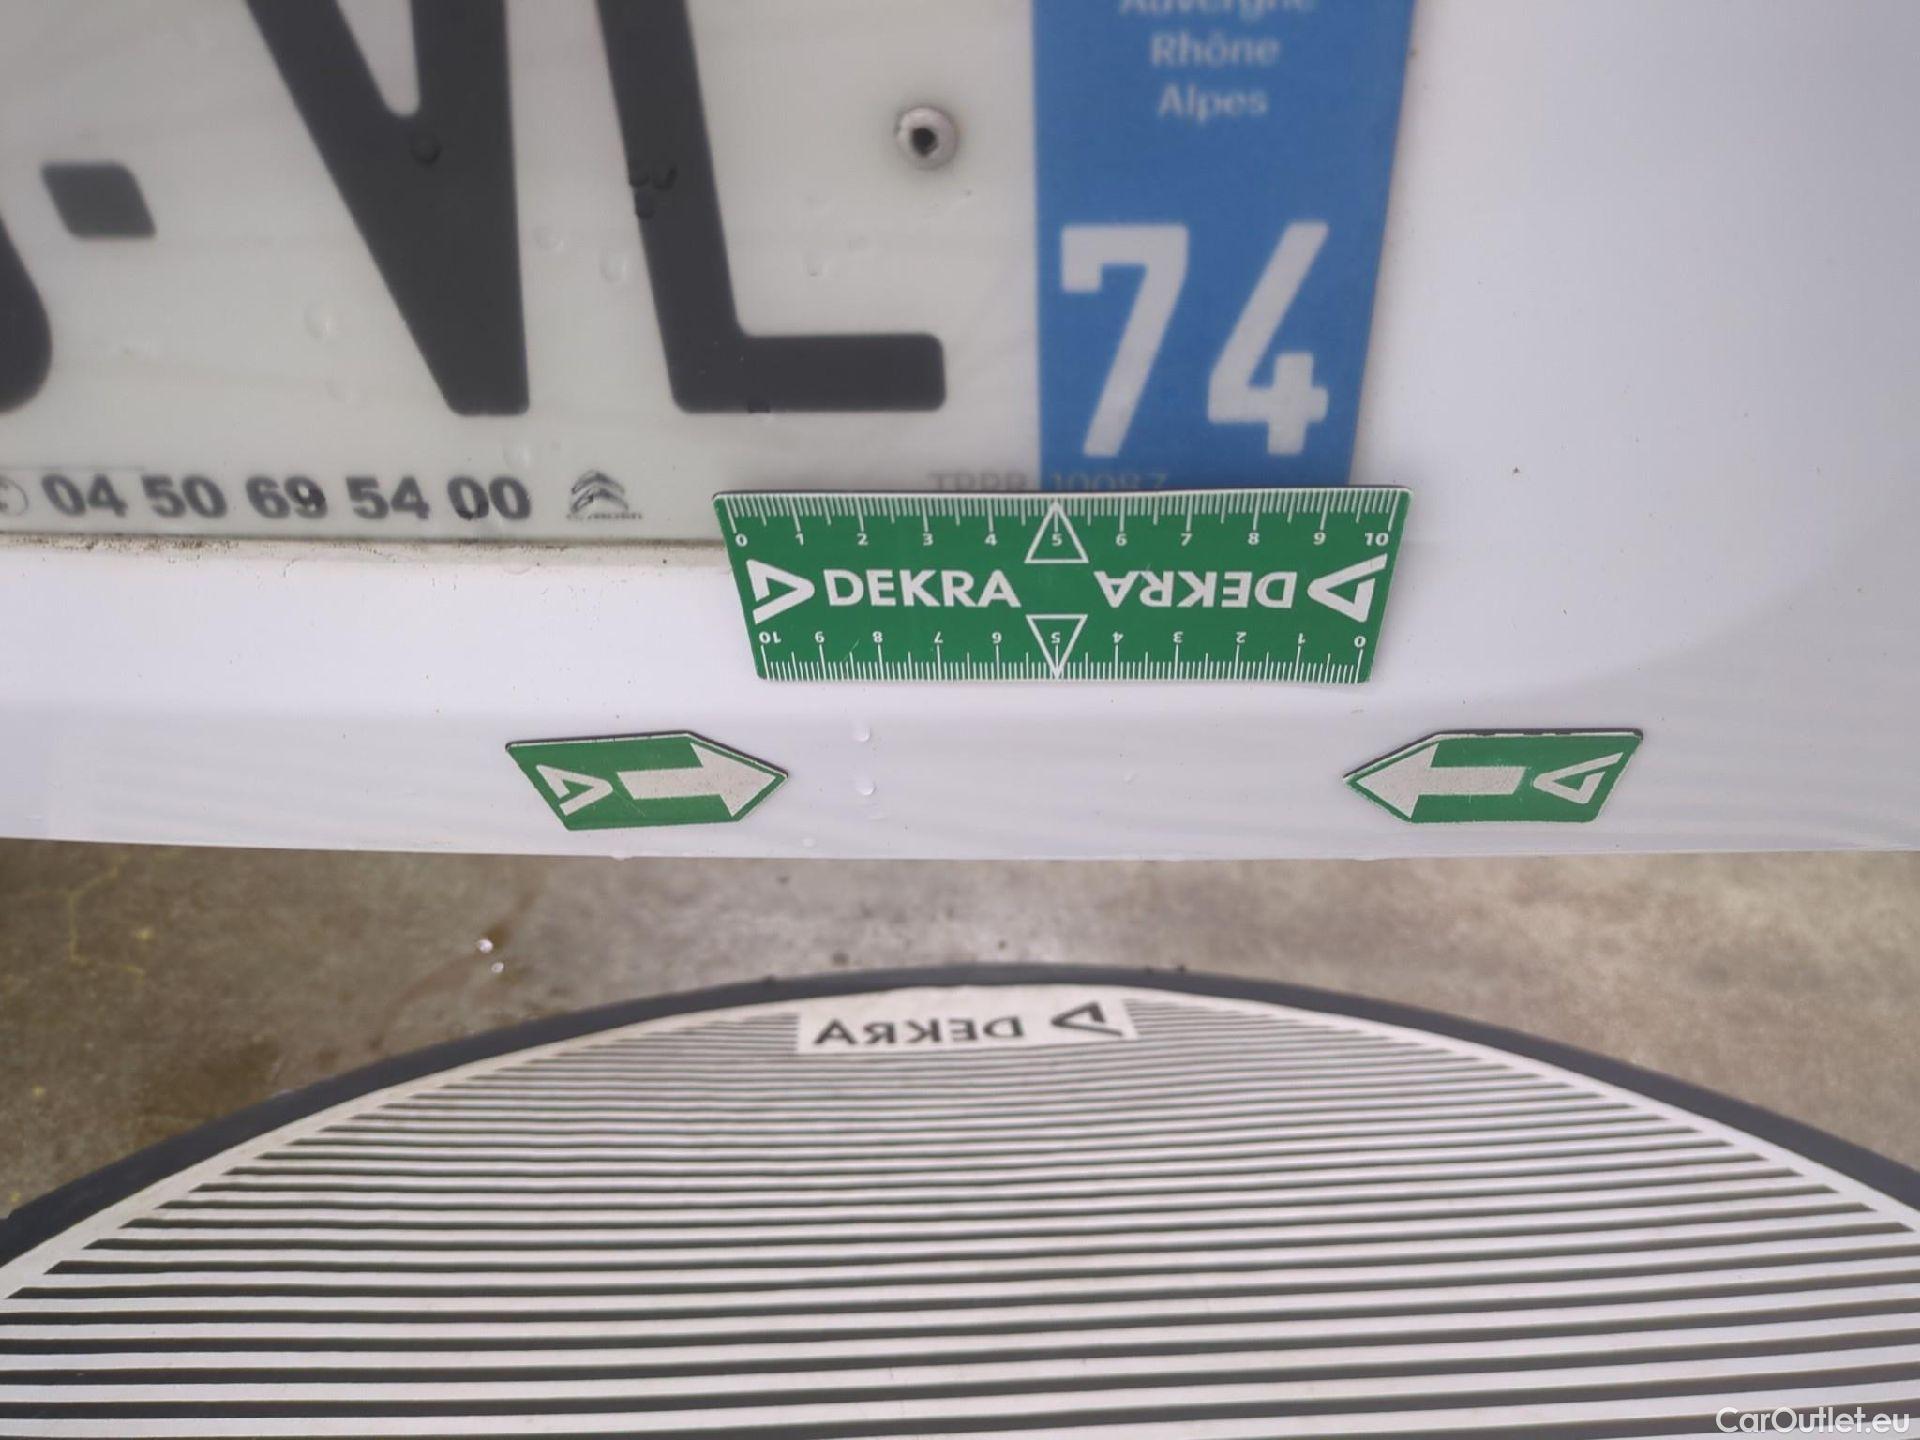 Auvergne
Rhône
Alpes
-VL
74
04 50 69 54 00
0 1 2 3 4 5 6 7 8 9 10
DEKRA DEKRA
10 9 8 7 6 5 4 3 2 1 0
DEKRA
CarOutlet.eu